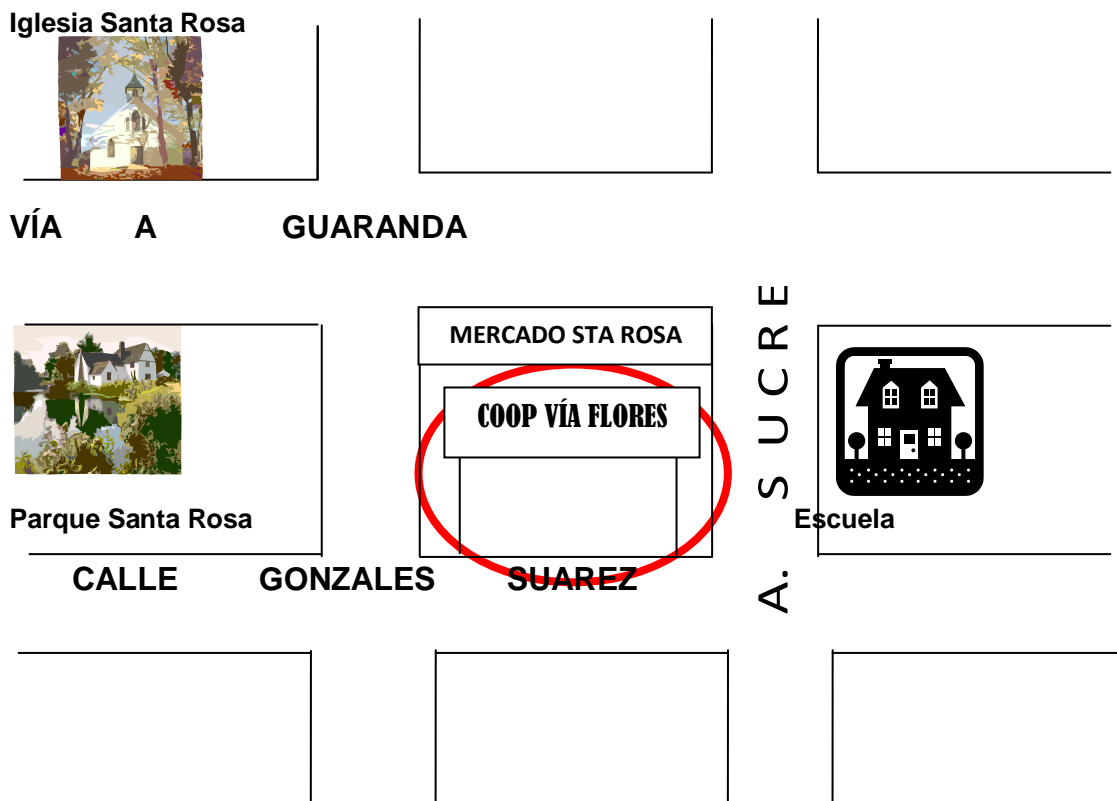 Iglesia Santa Rosa
VÍA A GUARANDA
MERCADO STA ROSA
COOP VÍA FLORES
A. SUCRE
Parque Santa Rosa
Escuela
CALLE GONZALES SUAREZ